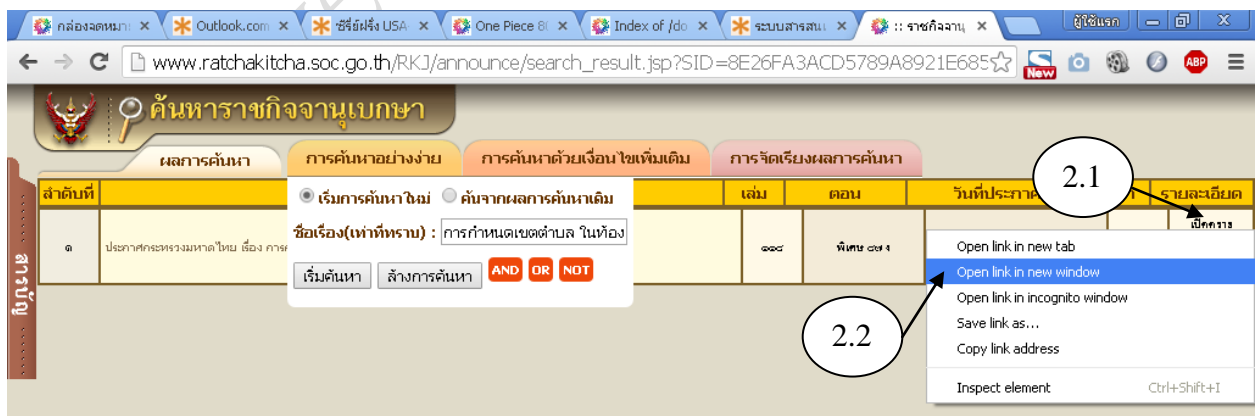 กล่องจดหมาย
Outlook.com
ซีรี่ย์ฝรั่ง USA-
One Piece 80
Index of /do
ระบบสารสนเ
:: ราชกิจจานุ
ผู้ใช้แรก
www.ratchakitcha.soc.go.th/RKJ/announce/search_result.jsp?SID=8E26FA3ACD5789A8921E685
New
ABP
ค้นหาราชกิจจานุเบกษา
ผลการค้นหา
การค้นหาอย่างง่าย
การค้นหาด้วยเงื่อนไขเพิ่มเติม
การจัดเรียงผลการค้นหา
2.1
ลำดับที่
เล่ม
ตอน
วันที่ประกาศ
รายละเอียด
เริ่มการค้นหาใหม่
ค้นจากผลการค้นหาเดิม
ชื่อเรื่อง(เท่าที่ทราบ) :
การกำหนดเขตตำบล ในท้อง
เริ่มค้นหา
ล้างการค้นหา
AND
OR
NOT
๑
ประกาศกระทรวงมหาดไทย เรื่อง การ
๑๑๘
สารบัญ
Open link in new tab
Open link in new window
Open link in incognito window
Save link as...
Copy link address
Inspect element
Ctrl+Shift+I
2.2